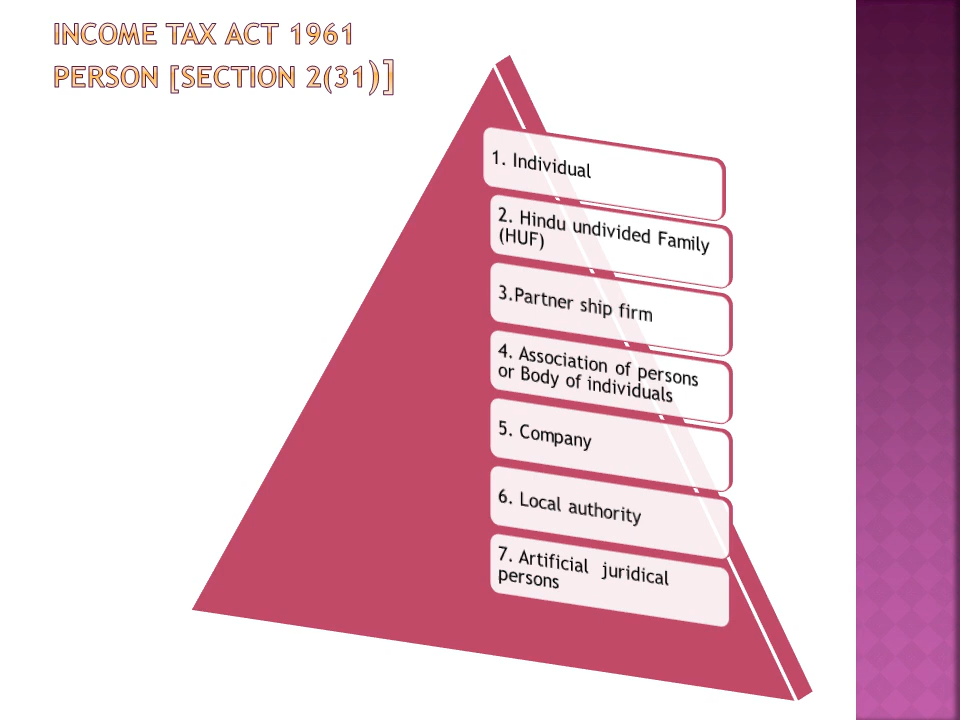 INCOME TAX ACT 1961
PERSON [SECTION 2(31)]
1. Individual
2. Hindu undivided Family
(HUF)
3.Partner ship firm
4. Association of persons
or Body of individuals
5. Company
6. Local authority
7. Artificial juridical
persons